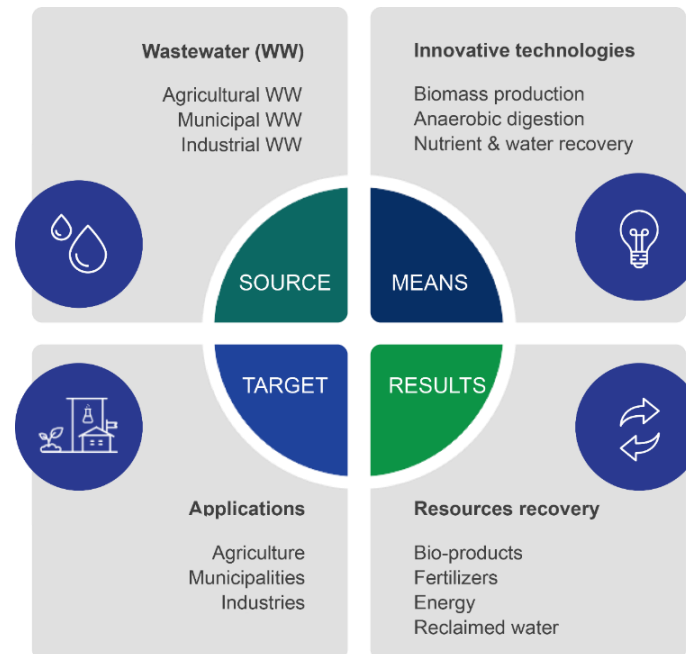 Wastewater (WW)
Agricultural WW
Municipal WW
Industrial WW
SOURCE
Innovative technologies
Biomass production
Anaerobic digestion
Nutrient & water recovery
MEANS
TARGET
Applications
Agriculture
Municipalities
Industries
RESULTS
Resources recovery
Bio-products
Fertilizers
Energy
Reclaimed water